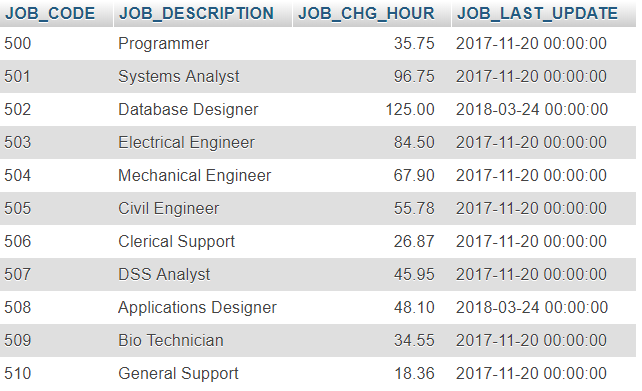 JOB_CODE JOB_DESCRIPTION JOB_CHG_HOUR JOB_LAST_UPDATE
500 Programmer 35.75 2017-11-20 00:00:00
501 Systems Analyst 96.75 2017-11-20 00:00:00
502 Database Designer 125.00 2018-03-24 00:00:00
503 Electrical Engineer 84.50 2017-11-20 00:00:00
504 Mechanical Engineer 67.90 2017-11-20 00:00:00
505 Civil Engineer 55.78 2017-11-20 00:00:00
506 Clerical Support 26.87 2017-11-20 00:00:00
507 DSS Analyst 45.95 2017-11-20 00:00:00
508 Applications Designer 48.10 2018-03-24 00:00:00
509 Bio Technician 34.55 2017-11-20 00:00:00
510 General Support 18.36 2017-11-20 00:00:00